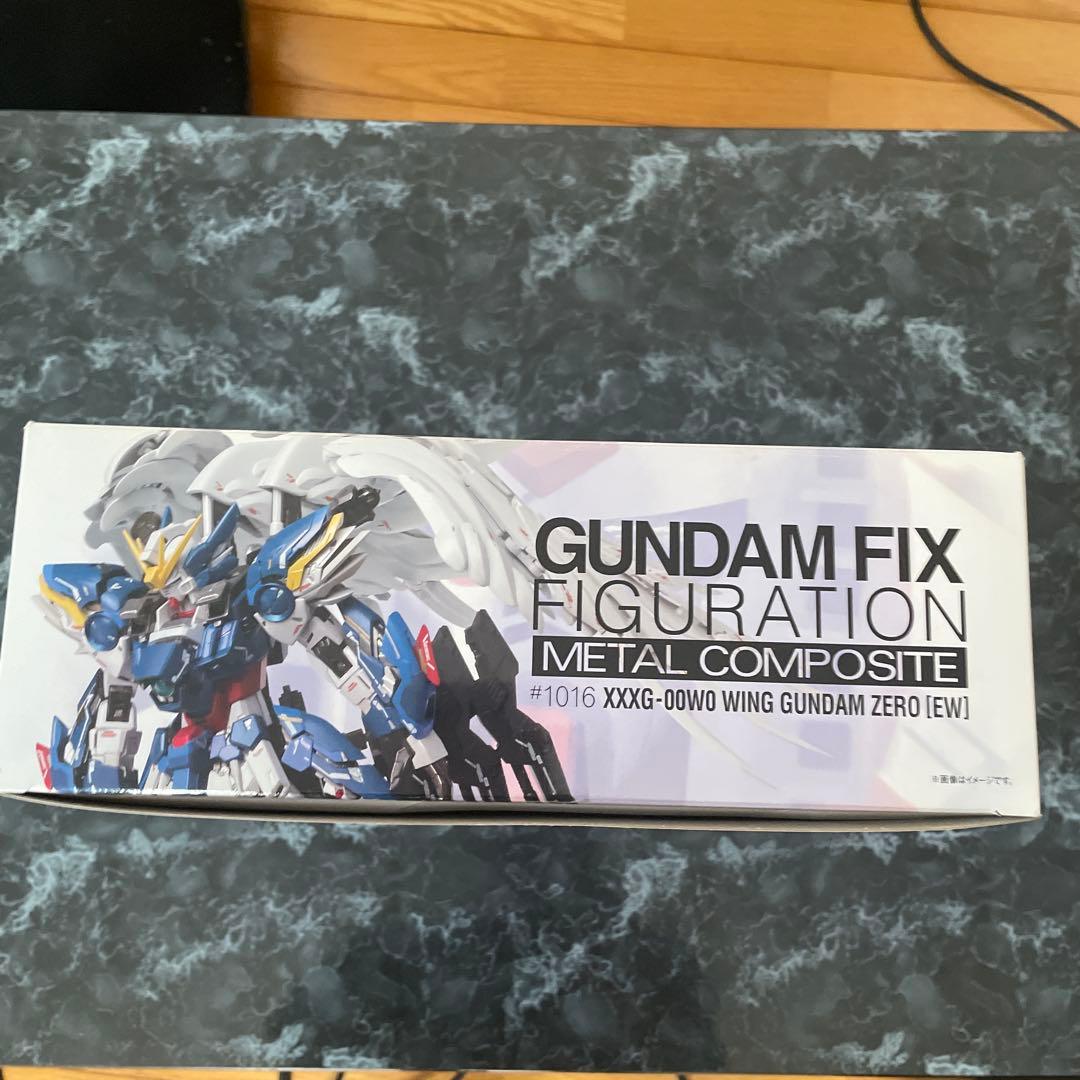 GUNDAM FIX
FIGURATION
METAL COMPOSITE
#1016 XXXG-00W0 WING GUNDAM ZERO [EW]
※画像はイメージです。